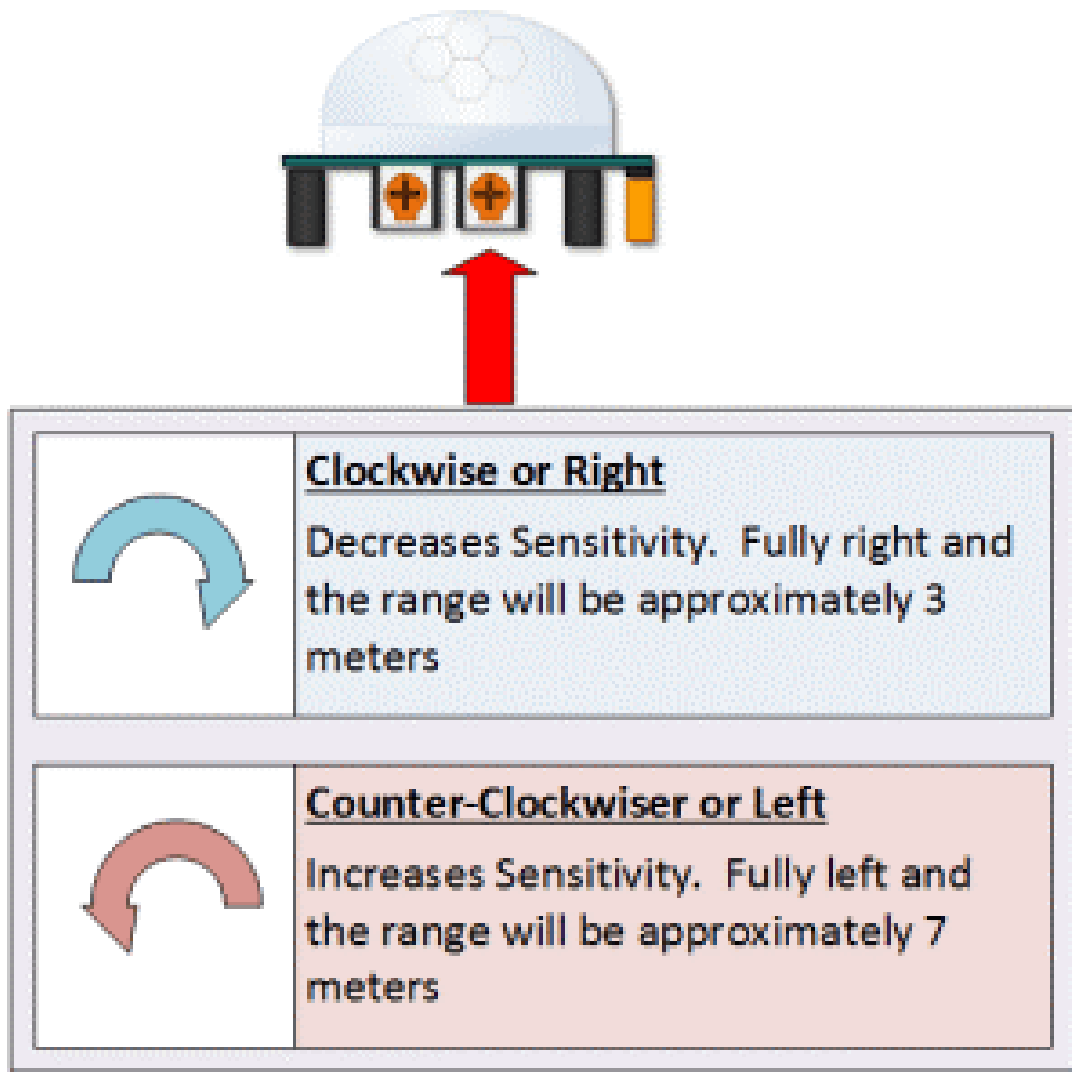 Clockwise or Right
Decreases Sensitivity. Fully right and
the range will be approximately 3
meters
Counter-Clockwiser or Left
Increases Sensitivity. Fully left and
the range will be approximately 7
meters